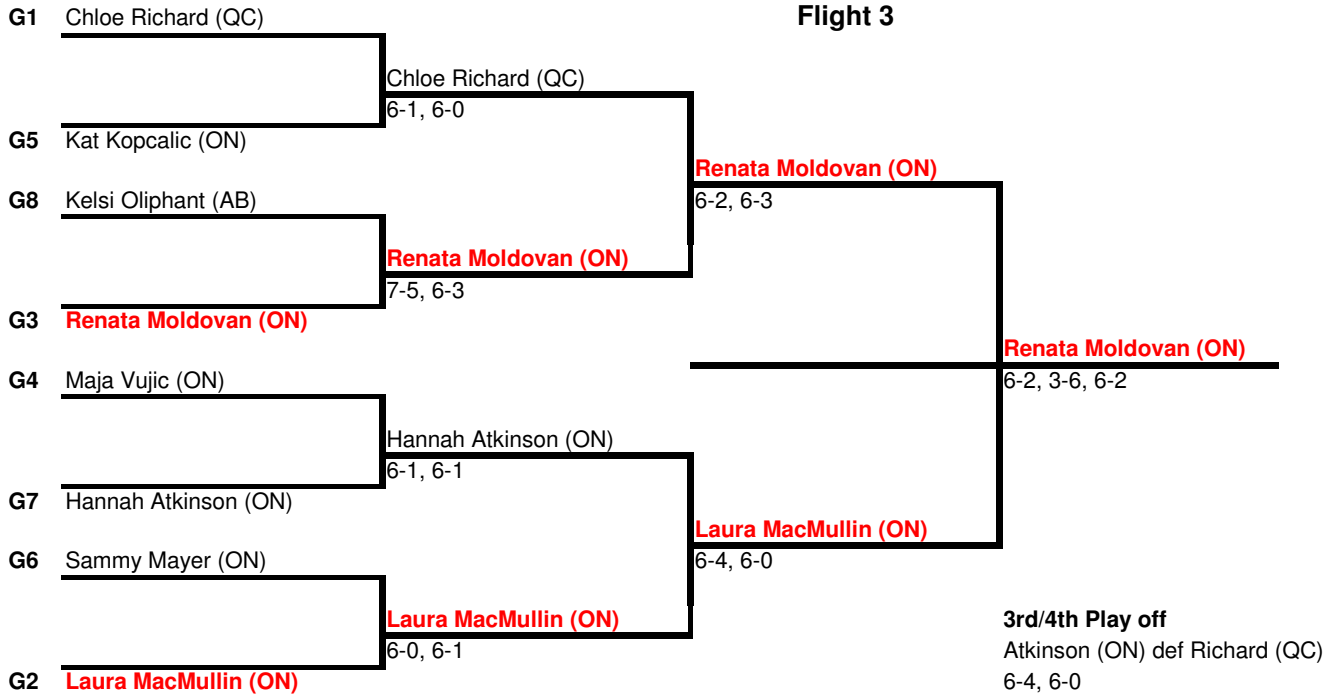 Flight 3
G1 Chloe Richard (QC)
Chloe Richard (QC)
6-1, 6-0
G5 Kat Kopcalic (ON)
Renata Moldovan (ON)
6-2, 6-3
G8 Kelsi Oliphant (AB)
Renata Moldovan (ON)
7-5, 6-3
G3 Renata Moldovan (ON)
Renata Moldovan (ON)
6-2, 3-6, 6-2
G4 Maja Vujic (ON)
Hannah Atkinson (ON)
6-1, 6-1
G7 Hannah Atkinson (ON)
Laura MacMullin (ON)
6-4, 6-0
G6 Sammy Mayer (ON)
Laura MacMullin (ON)
6-0, 6-1
G2 Laura MacMullin (ON)
3rd/4th Play off
Atkinson (ON) def Richard (QC)
6-4, 6-0